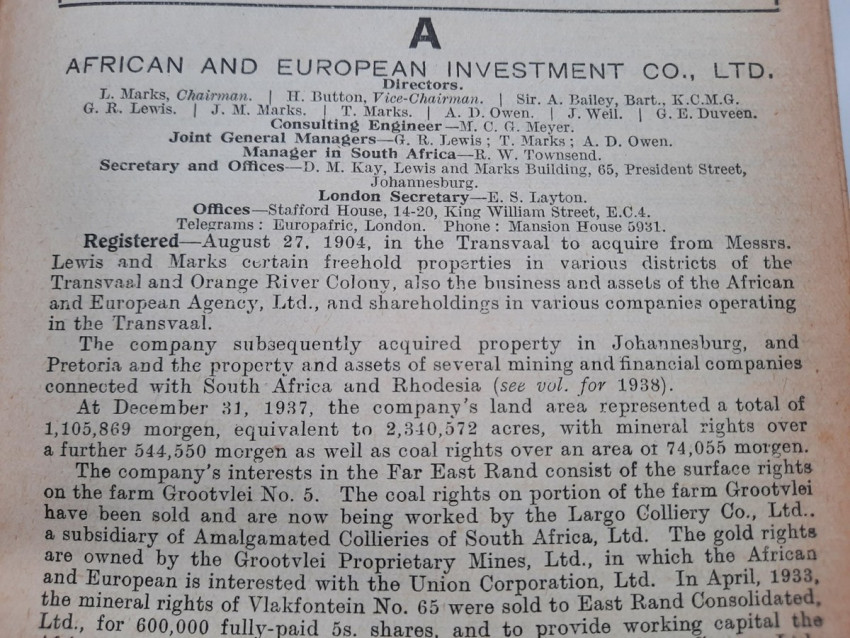 A
AFRICAN AND EUROPEAN INVESTMENT CO., LTD.
Directors.
L. Marks, Chairman. | H. Button, Vice-Chairman. | Sir. A. Bailey, Bart., K.C.M.G.
G. R. Lewis. | J. M. Marks. | T. Marks. | A. D. Owen. | J. Weil. | G. E. Duveen.
Consulting Engineer—M. C. G. Meyer.
Joint General Managers—G. R. Lewis; T. Marks; A. D. Owen.
Manager in South Africa—R. W. Townsend.
Secretary and Offices—D. M. Kay, Lewis and Marks Building, 65, President Street,
Johannesburg.
London Secretary—E. S. Layton.
Offices—Stafford House, 14-20, King William Street, E.C.4.
Telegrams: Europafric, London. Phone: Mansion House 5931.
Registered—August 27, 1904, in the Transvaal to acquire from Messrs.
Lewis and Marks certain freehold properties in various districts of the
Transvaal and Orange River Colony, also the business and assets of the African
and European Agency, Ltd., and shareholdings in various companies operating
in the Transvaal.
The company subsequently acquired property in Johannesburg, and
Pretoria and the property and assets of several mining and financial companies
connected with South Africa and Rhodesia (see vol. for 1938).
At December 31, 1937, the company's land area represented a total of
1,105,869 morgen, equivalent to 2,340,572 acres, with mineral rights over
a further 544,550 morgen as well as coal rights over an area of 74,055 morgen.
The company's interests in the Far East Rand consist of the surface rights
on the farm Grootvlei No. 5. The coal rights on portion of the farm Grootvlei
have been sold and are now being worked by the Largo Colliery Co., Ltd..
a subsidiary of Amalgamated Collieries of South Africa, Ltd. The gold rights
are owned by the Grootvlei Proprietary Mines, Ltd., in which the African
and European is interested with the Union Corporation, Ltd. In April, 1933,
the mineral rights of Vlakfontein No. 65 were sold to East Rand Consolidated,
Ltd., for 600,000 fully-paid 5s. shares, and to provide working capital the